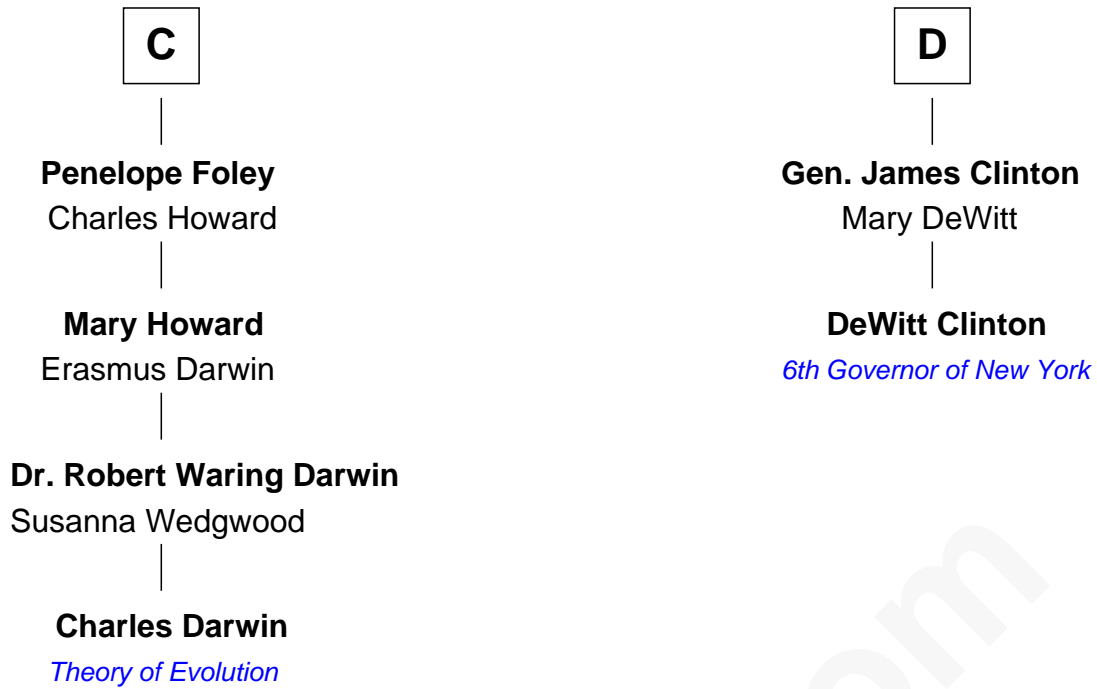 C
Penelope Foley
Charles Howard
Mary Howard
Erasmus Darwin
Dr. Robert Waring Darwin
Susanna Wedgwood
Charles Darwin
Theory of Evolution
D
Gen. James Clinton
Mary DeWitt
DeWitt Clinton
6th Governor of New York
om